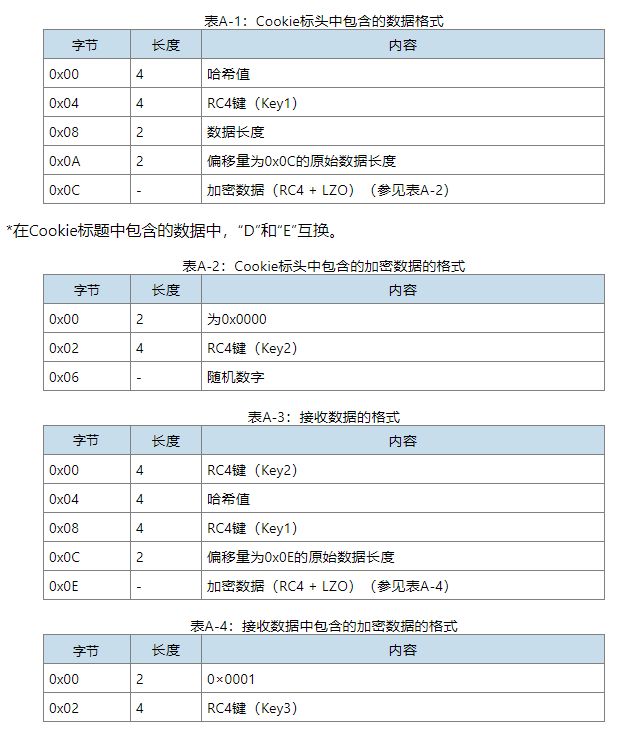 表A-1：Cookie标头中包含的数据格式
字节 长度 内容
0x00 4 哈希值
0x04 4 RC4键（Key1）
0x08 2 数据长度
0x0A 2 偏移量为0x0C的原始数据长度
0x0C - 加密数据（RC4 + LZO）（参见表A-2）
*在Cookie标题中包含的数据中，“D”和“E”互换。
表A-2：Cookie标头中包含的加密数据的格式
字节 长度 内容
0x00 2 为0x0000
0x02 4 RC4键（Key2）
0x06 - 随机数字
表A-3：接收数据的格式
字节 长度 内容
0x00 4 RC4键（Key2）
0x04 4 哈希值
0x08 4 RC4键（Key1）
0x0C 2 偏移量为0x0E的原始数据长度
0x0E - 加密数据（RC4 + LZO）（参见表A-4）
表A-4：接收数据中包含的加密数据的格式
字节 长度 内容
0x00 2 0×0001
0x02 4 RC4键（Key3）